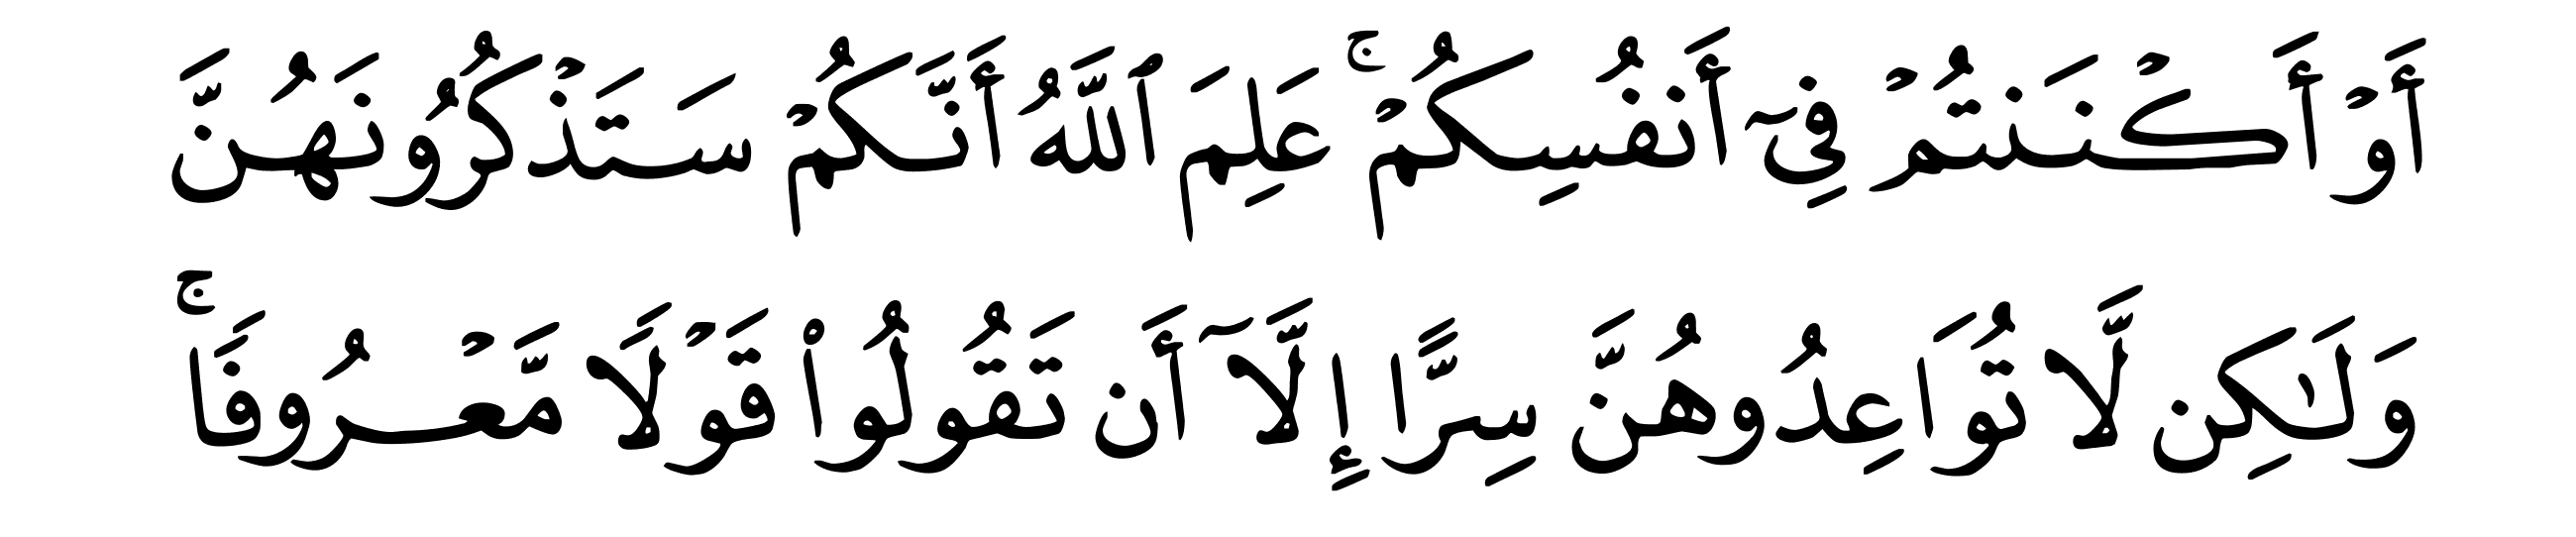 أَوۡ أَكۡنَنتُمۡ فِيٓ أَنفُسِكُمۡۚ عَلِمَ ٱللَّهُ أَنَّكُمۡ سَتَذۡكُرُونَهُنَّ
وَلَٰكِن لَّا تُوَاعِدُوهُنَّ سِرًّا إِلَّآ أَن تَقُولُواْ قَوۡلٗا مَّعۡرُوفٗاۚ